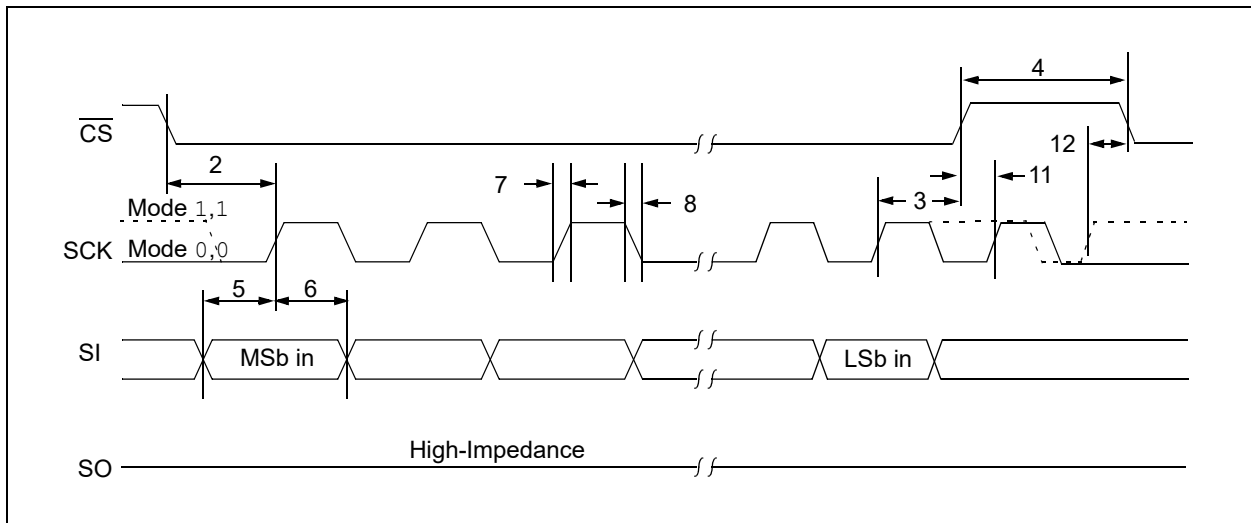 4
CS
12
2
7
8
3
11
Mode 1,1
SCK Mode 0,0
5
6
SI
MSb in
LSb in
High-Impedance
SO